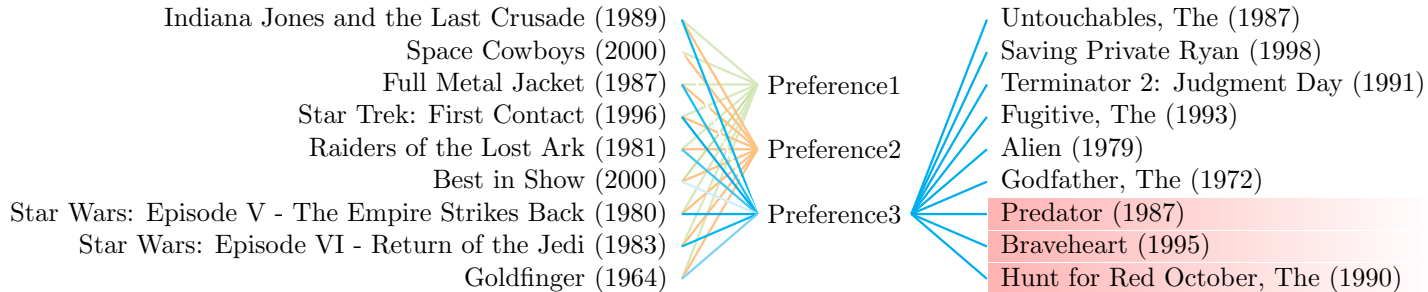 Indiana Jones and the Last Crusade (1989)
Space Cowboys (2000)
Full Metal Jacket (1987)
Star Trek: First Contact (1996)
Raiders of the Lost Ark (1981)
Best in Show (2000)
Star Wars: Episode V - The Empire Strikes Back (1980)
Star Wars: Episode VI - Return of the Jedi (1983)
Goldfinger (1964)
Preference1
Preference2
Preference3
Untouchables, The (1987)
Saving Private Ryan (1998)
Terminator 2: Judgment Day (1991)
Fugitive, The (1993)
Alien (1979)
Godfather, The (1972)
Predator (1987)
Braveheart (1995)
Hunt for Red October, The (1990)